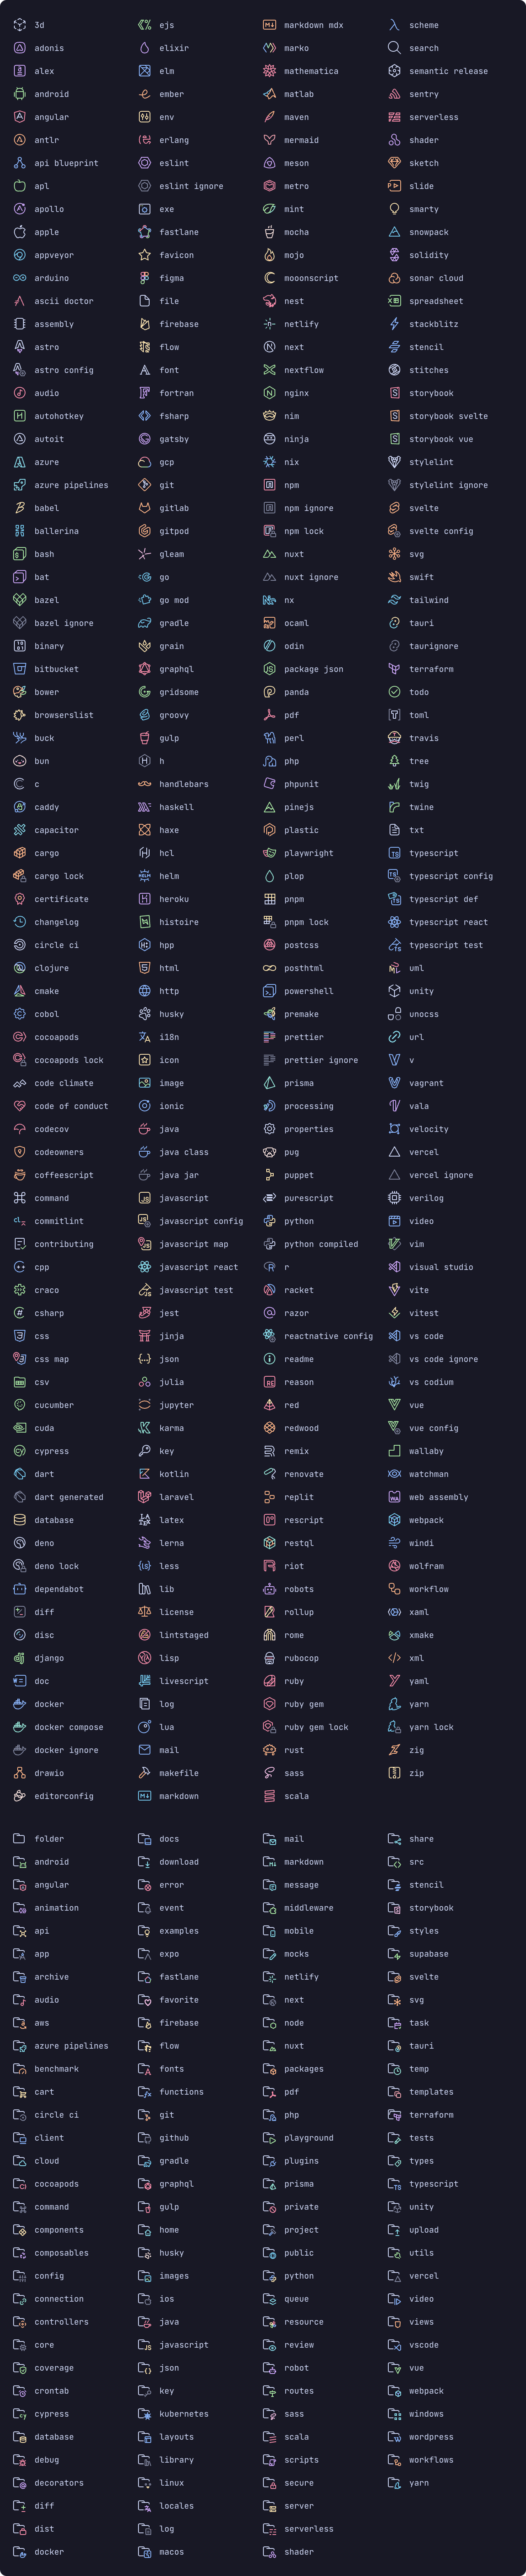 3d ejs markdown mdx scheme
adonis elixir marko search
alex elm mathematica semantic release
android ember matlab sentry
angular env maven serverless
antlr erlang mermaid shader
api blueprint eslint meson sketch
apl eslint ignore metro slide
apollo exe mint smarty
apple fastlane mocha snowpack
appveyor favicon mojo solidity
arduino figma mooonscript sonar cloud
ascii doctor file nest spreadsheet
assembly firebase netlify stackblitz
astro flow next stencil
astro config font nextflow stitches
audio fortran nginx storybook
autohotkey fsharp nim storybook svelte
autoit gatsby ninja storybook vue
azure gcp nix stylelint
azure pipelines git npm stylelint ignore
babel gitlab npm ignore svelte
ballerina gitpod npm lock svelte config
bash gleam nuxt svg
bat go nuxt ignore swift
bazel go mod nx tailwind
bazel ignore gradle ocaml tauri
binary grain odin taurignore
bitbucket graphql package json terraform
bower gridsome panda todo
browserslist groovy pdf toml
buck gulp perl travis
bun h php tree
c handlebars phpunit twig
caddy haskell pinejs twine
capacitor haxe plastic txt
cargo hcl playwright typescript
cargo lock helm plop typescript config
certificate heroku pnpm typescript def
changelog histoire pnpm lock typescript react
circle ci hpp postcss typescript test
clojure html posthtml uml
cmake http powershell unity
cobol husky premake unocss
cocoapods i18n prettier url
cocoapods lock icon prettier ignore v
code climate image prisma vagrant
code of conduct ionic processing vala
codecov java properties velocity
codeowners java class pug vercel
coffeescript java jar puppet vercel ignore
command javascript purescript verilog
commitlint javascript config python video
contributing javascript map python compiled vim
cpp javascript react r visual studio
craco javascript test racket vite
csharp jest razor vitest
css jinja reactnative config vs code
css map json readme vs code ignore
csv julia reason vs codium
cucumber jupyter red vue
cuda karma redwood vue config
cypress key remix wallaby
dart kotlin renovate watchman
dart generated laravel replit web assembly
database latex rescript webpack
deno lerna restql windi
deno lock less riot wolfram
dependabot lib robots workflow
diff license rollup xaml
disc lintstaged rome xmake
django lisp rubocop xml
doc livescript ruby yaml
docker log ruby gem yarn
docker compose lua ruby gem lock yarn lock
docker ignore mail rust zig
drawio makefile sass zip
editorconfig markdown scala
folder docs mail share
android download markdown src
angular error message stencil
animation event middleware storybook
api examples mobile styles
app expo mocks supabase
archive fastlane netlify svelte
audio favorite next svg
aws firebase node task
azure pipelines flow nuxt tauri
benchmark fonts packages temp
cart functions pdf templates
circle ci git php terraform
client github playground tests
cloud gradle plugins types
cocoapods graphql prisma typescript
command gulp private unity
components home project upload
composables husky public utils
config images python vercel
connection ios queue video
controllers java resource views
core javascript review vscode
coverage json robot vue
crontab key routes webpack
cypress kubernetes sass windows
database layouts scala wordpress
debug library scripts workflows
decorators linux secure yarn
diff locales server
dist log serverless
docker macos shader